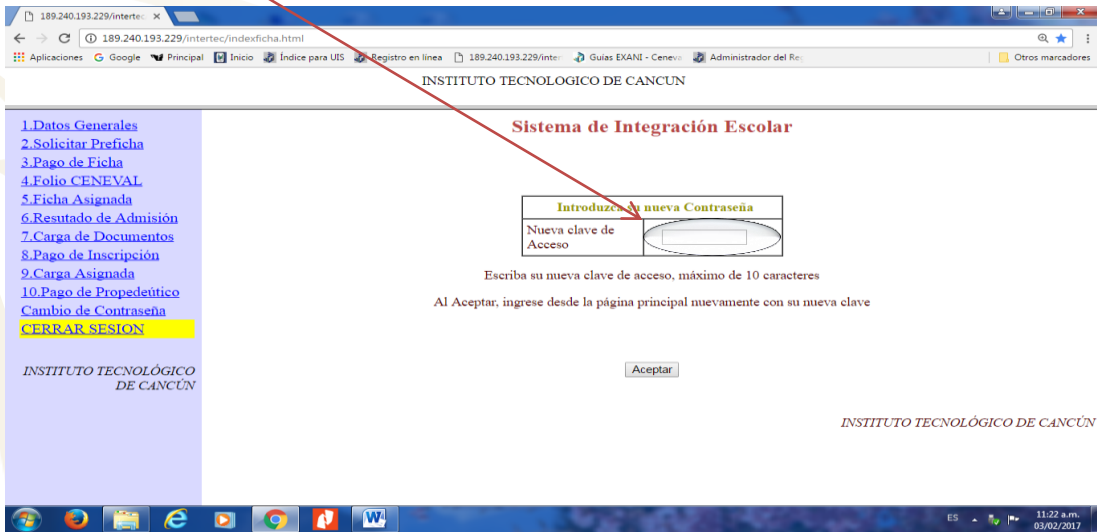 189.240.193.229/intertec
189.240.193.229/intertec/indexficha.html
Aplicaciones Google Principal Inicio Índice para UIS Registro en línea 189.240.193.229/inter Guías EXANI - Ceneva Administrador del Re Otros marcadores
INSTITUTO TECNOLOGICO DE CANCUN
1.Datos Generales
2.Solicitar Preficha
3.Pago de Ficha
4.Folio CENEVAL
5.Ficha Asignada
6.Resutado de Admisión
7.Carga de Documentos
8.Pago de Inscripción
9.Carga Asignada
10.Pago de Propedeútico
Cambio de Contraseña
CERRAR SESION
INSTITUTO TECNOLÓGICO
DE CANCÚN
Sistema de Integración Escolar
Introduzca su nueva Contraseña
Nueva clave de
Acceso
Escriba su nueva clave de acceso, máximo de 10 caracteres
Al Aceptar, ingrese desde la página principal nuevamente con su nueva clave
Aceptar
INSTITUTO TECNOLÓGICO DE CANCÚN
ES 11:22 a.m.
03/02/2017